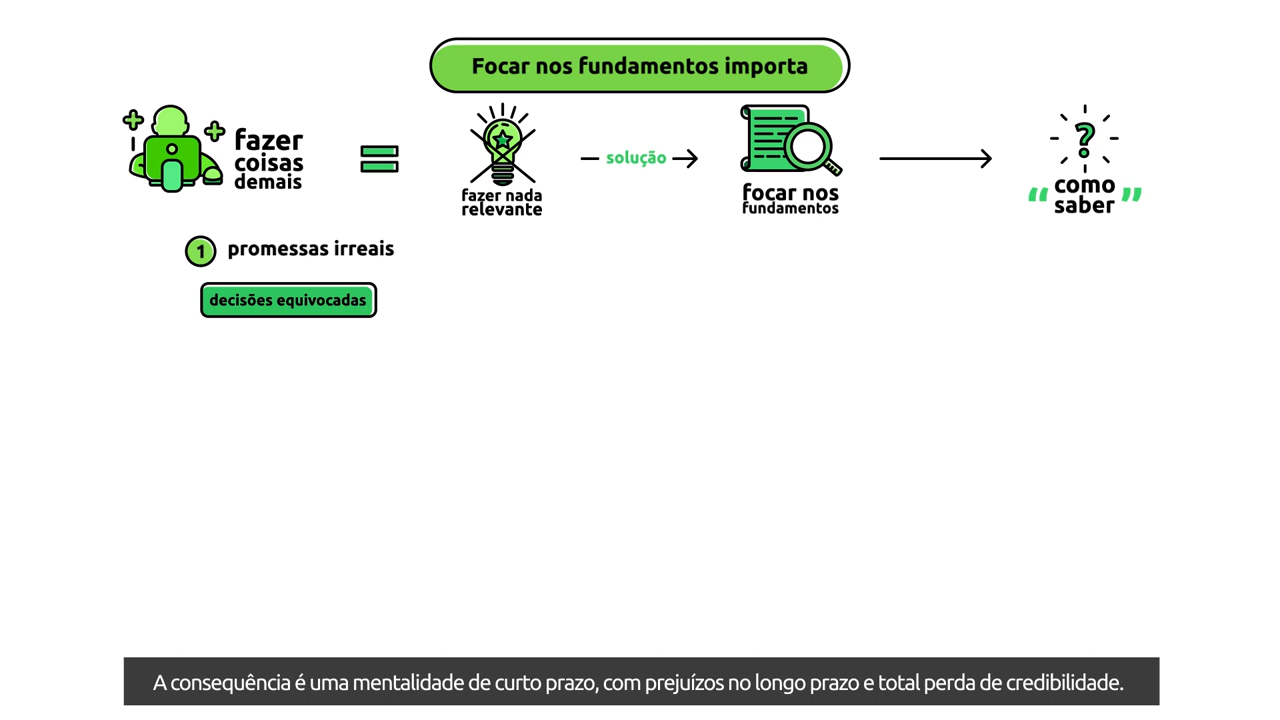 Focar nos fundamentos importa
fazer
coisas
demais
fazer nada
relevante
solução
focar nos
fundamentos
?
“ como
saber ”
1 promessas irreais
decisões equivocadas
A consequência é uma mentalidade de curto prazo, com prejuízos no longo prazo e total perda de credibilidade.